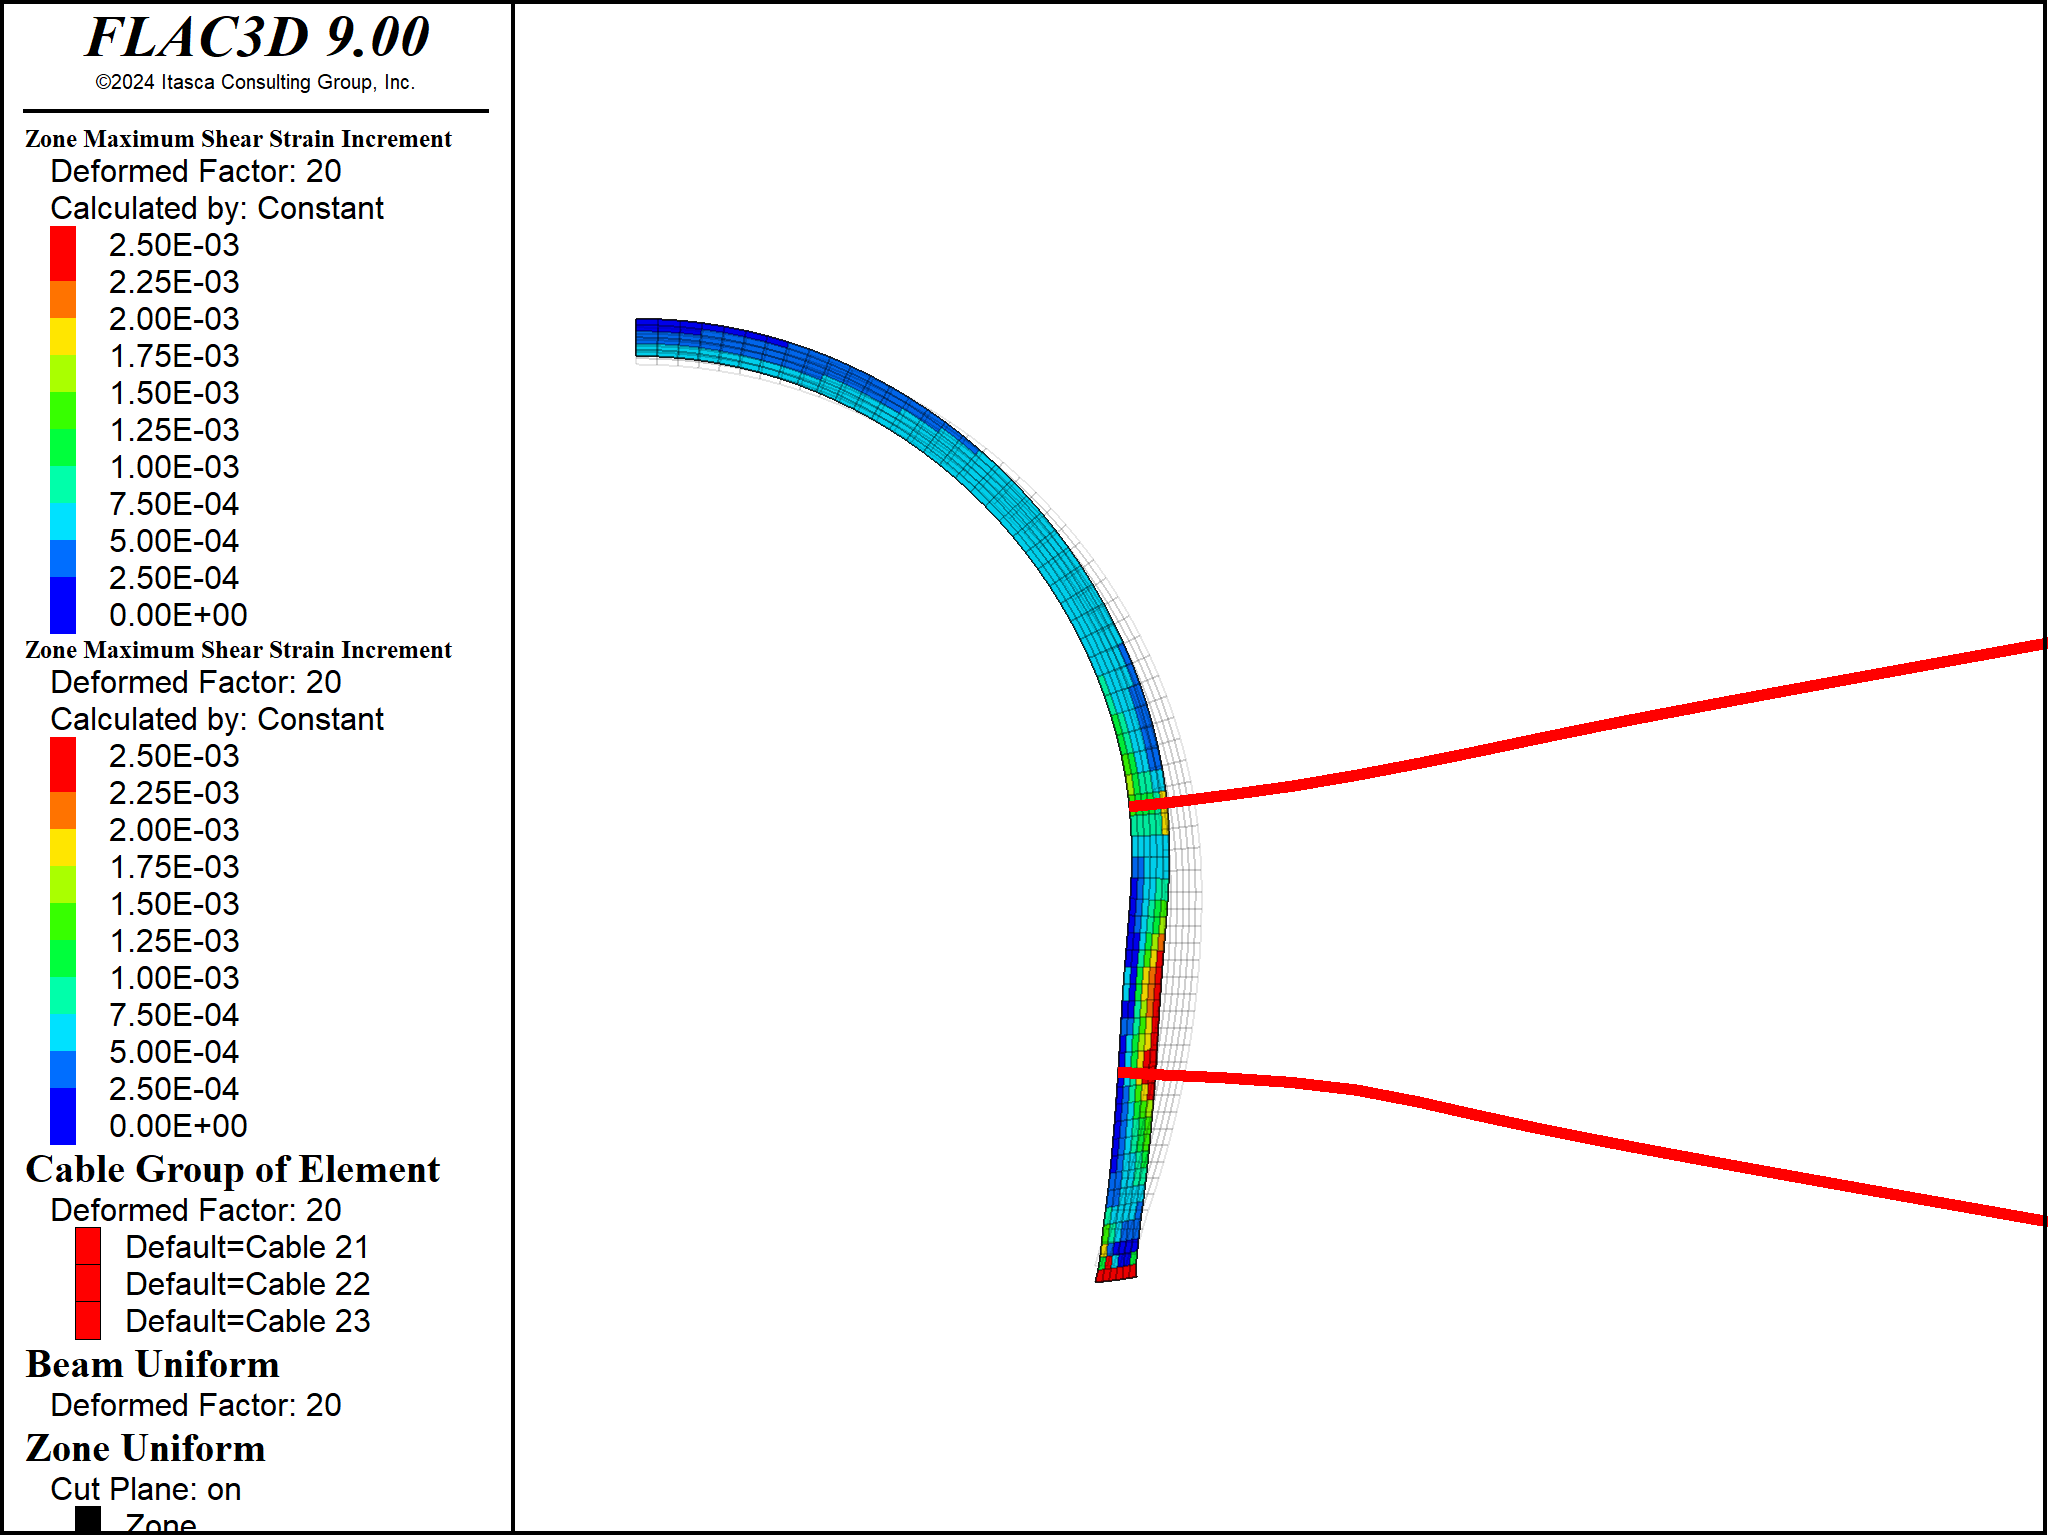 FLAC3D 9.00
©2024 Itasca Consulting Group, Inc.
Zone Maximum Shear Strain Increment
Deformed Factor: 20
Calculated by: Constant
2.50E-03
2.25E-03
2.00E-03
1.75E-03
1.50E-03
1.25E-03
1.00E-03
7.50E-04
5.00E-04
2.50E-04
0.00E+00
Zone Maximum Shear Strain Increment
Deformed Factor: 20
Calculated by: Constant
2.50E-03
2.25E-03
2.00E-03
1.75E-03
1.50E-03
1.25E-03
1.00E-03
7.50E-04
5.00E-04
2.50E-04
0.00E+00
Cable Group of Element
Deformed Factor: 20
Default=Cable 21
Default=Cable 22
Default=Cable 23
Beam Uniform
Deformed Factor: 20
Zone Uniform
Cut Plane: on
Zone